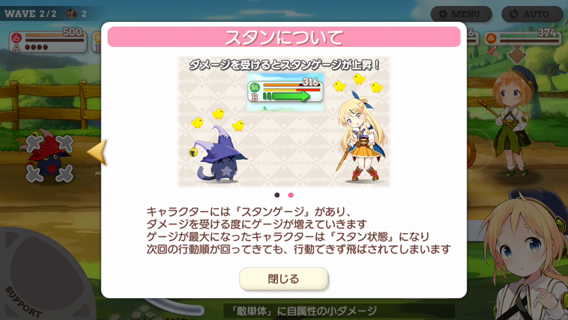 WAVE 2/2 2
MENU
AUTO
500
374
A
スタンについて
ダメージを受けるとスタンゲージが上昇！
316
B
キャラクターには「スタンゲージ」があり、
ダメージを受ける度にゲージが増えていきます
ゲージが最大になったキャラクターは「スタン状態」になり
次回の行動順が回ってきても、行動できず飛ばされてしまいます
閉じる
SUPPORT
「敵単体」に自属性の小ダメージ